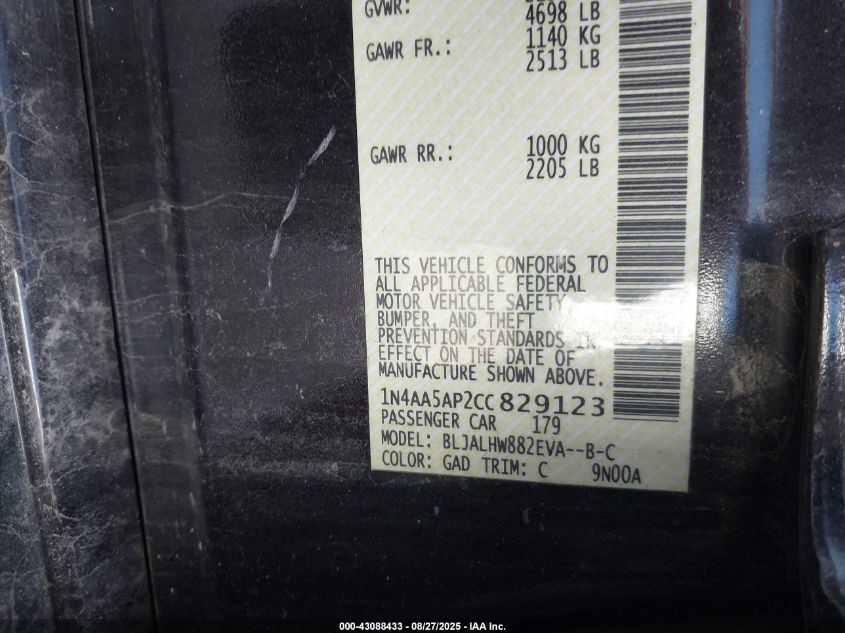 GVWR: 4698 LB
GAWR FR.: 1140 KG
2513 LB
GAWR RR.: 1000 KG
2205 LB
THIS VEHICLE CONFORMS TO
ALL APPLICABLE FEDERAL
MOTOR VEHICLE SAFETY,
BUMPER, AND THEFT
PREVENTION STANDARDS IN
EFFECT ON THE DATE OF
MANUFACTURE SHOWN ABOVE.
1N4AA5AP2CC829123
PASSENGER CAR 179
MODEL: BLJALHW882EVA--B-C
COLOR: GAD TRIM: C 9N00A
000-43088433 - 08/27/2025 - IAA Inc.